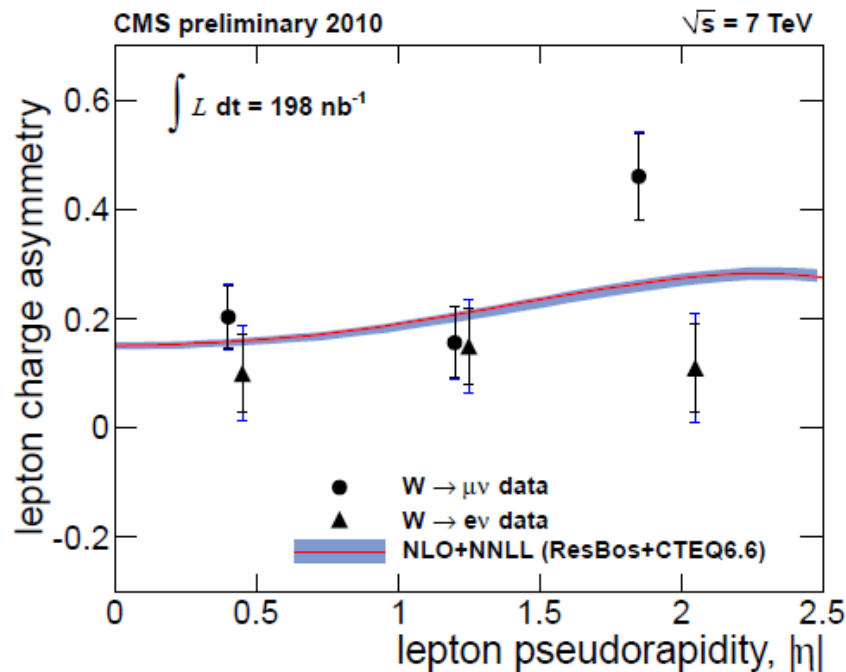 CMS preliminary 2010
√s = 7 TeV
∫ L dt = 198 nb⁻¹
lepton charge asymmetry
0.6
0.4
0.2
0
-0.2
W → μν data
W → eν data
NLO+NNLL (ResBos+CTEQ6.6)
0 0.5 1 1.5 2 2.5
lepton pseudorapidity, |η|